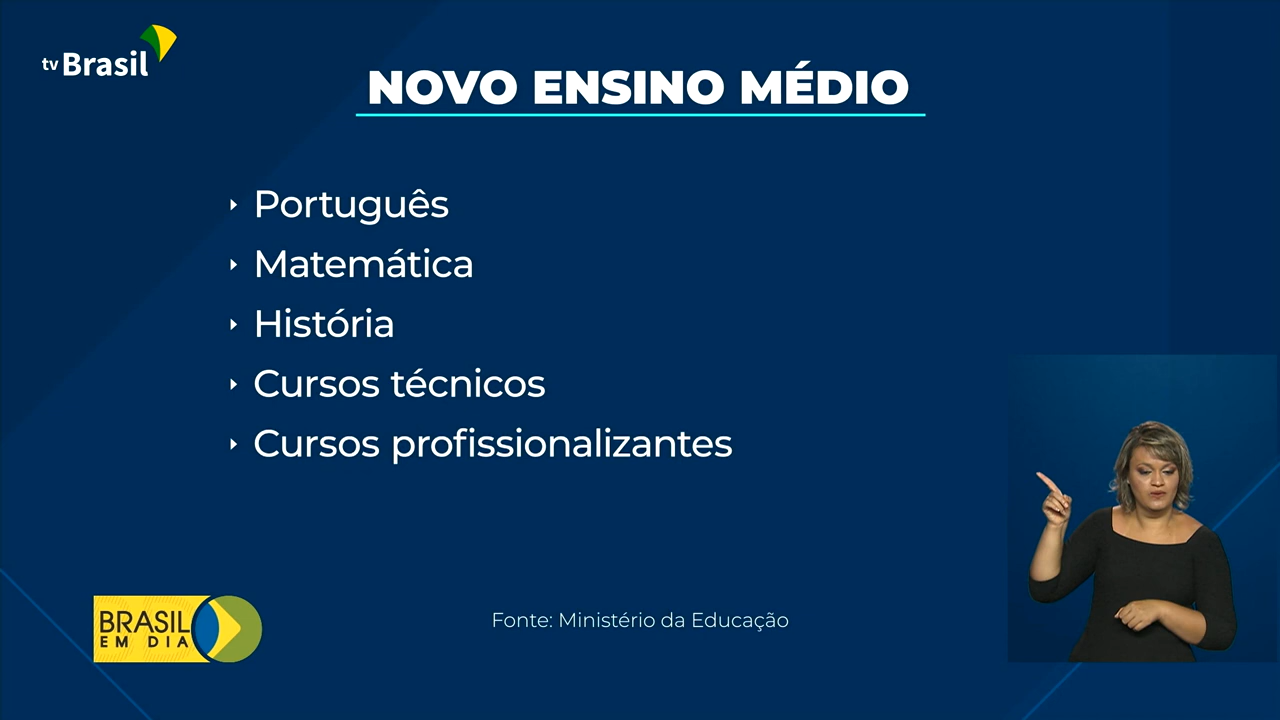 tv Brasil
NOVO ENSINO MÉDIO
Português
Matemática
História
Cursos técnicos
Cursos profissionalizantes
BRASIL
EM DIA
Fonte: Ministério da Educação